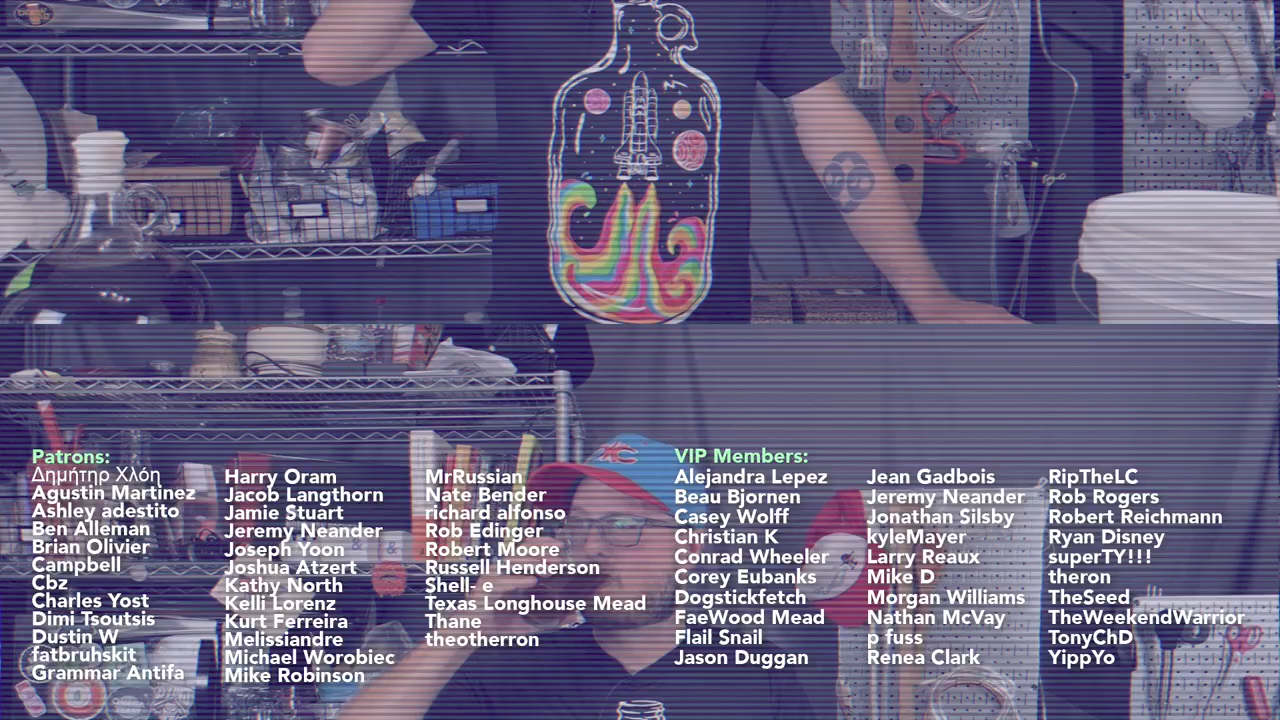 Patrons:
Δημήτηρ Χλόη
Agustin Martinez
Ashley adestito
Ben Alleman
Brian Olivier
Campbell
Cbz
Charles Yost
Dimi Tsoutsis
Dustin W
fatbruhskit
Grammar Antifa
Harry Oram
Jacob Langthorn
Jamie Stuart
Jeremy Neander
Joseph Yoon
Joshua Atzert
Kathy North
Kelli Lorenz
Kurt Ferreira
Melissiandre
Michael Worobiec
Mike Robinson
MrRussian
Nate Bender
richard alfonso
Rob Edinger
Robert Moore
Russell Henderson
Shell- e
Texas Longhouse Mead
Thane
theotherron
VIP Members:
Alejandra Lepez
Beau Bjornen
Casey Wolff
Christian K
Conrad Wheeler
Corey Eubanks
Dogstickfetch
FaeWood Mead
Flail Snail
Jason Duggan
Jean Gadbois
Jeremy Neander
Jonathan Silsby
kyleMayer
Larry Reaux
Mike D
Morgan Williams
Nathan McVay
p fuss
Renea Clark
RipTheLC
Rob Rogers
Robert Reichmann
Ryan Disney
superTY!!!
theron
TheSeed
TheWeekendWarrior
TonyChD
YippYo